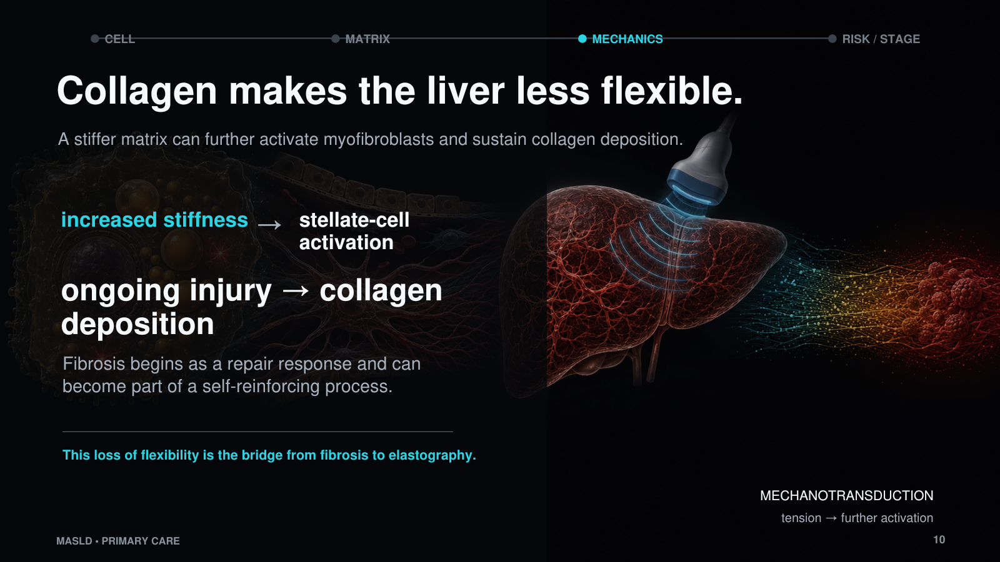 CELL
MATRIX
MECHANICS
RISK / STAGE
Collagen makes the liver less flexible.
A stiffer matrix can further activate myofibroblasts and sustain collagen deposition.
increased stiffness → stellate-cell
activation
ongoing injury → collagen
deposition
Fibrosis begins as a repair response and can
become part of a self-reinforcing process.
This loss of flexibility is the bridge from fibrosis to elastography.
MECHANOTRANSDUCTION
tension → further activation
MASLD • PRIMARY CARE
10